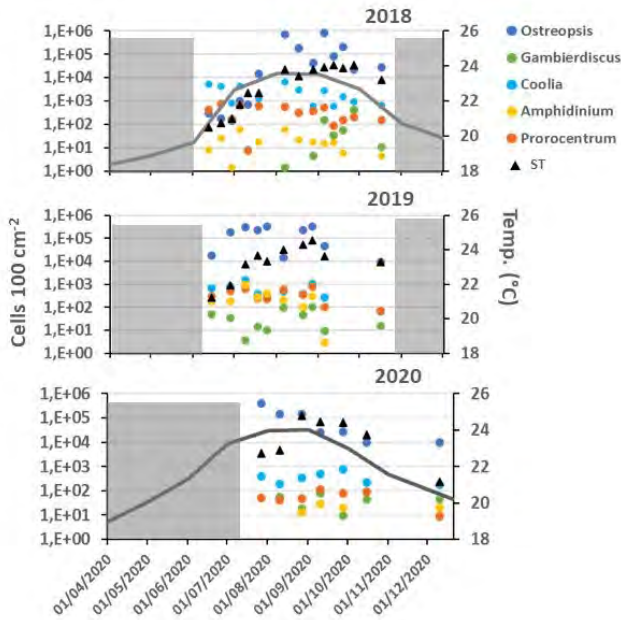 2018
1,E+06
1,E+05
1,E+04
1,E+03
1,E+02
1,E+01
1,E+00
26
24
22
20
18
Ostreopsis
Gambierdiscus
Coolia
Amphidinium
Prorocentrum
ST
2019
1,E+06
1,E+05
1,E+04
1,E+03
1,E+02
1,E+01
1,E+00
26
24
22
20
18
Cells 100 cm-2
Temp. (°C)
2020
1,E+06
1,E+05
1,E+04
1,E+03
1,E+02
1,E+01
1,E+00
26
24
22
20
18
01/04/2020
01/05/2020
01/06/2020
01/07/2020
01/08/2020
01/09/2020
01/10/2020
01/11/2020
01/12/2020